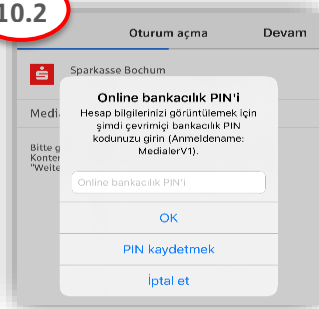 10.2
Oturum açma Devam
Sparkasse Bochum
Online bankacılık PIN'i
Hesap bilgilerinizi görüntülemek için
şimdi çevrimiçi bankacılık PIN
kodunuzu girin (Anmeldename:
MedialerV1).
Media
Bitte g
Konten
"Weite
Online bankacılık PIN'i
OK
PIN kaydetmek
İptal et